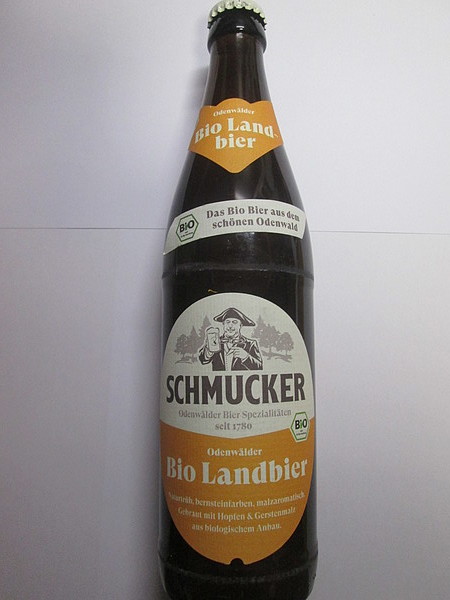 Odenwälder
Bio Land-
bier
BIO
Das Bio Bier aus dem
schönen Odenwald
SCHMUCKER
Odenwälder Bier Spezialitäten
seit 1780
BIO
Odenwälder
Bio Landbier
Naturtrüb, bernsteinfarben, malzaromatisch.
Gebraut mit Hopfen & Gerstenmalz
aus biologischem Anbau.